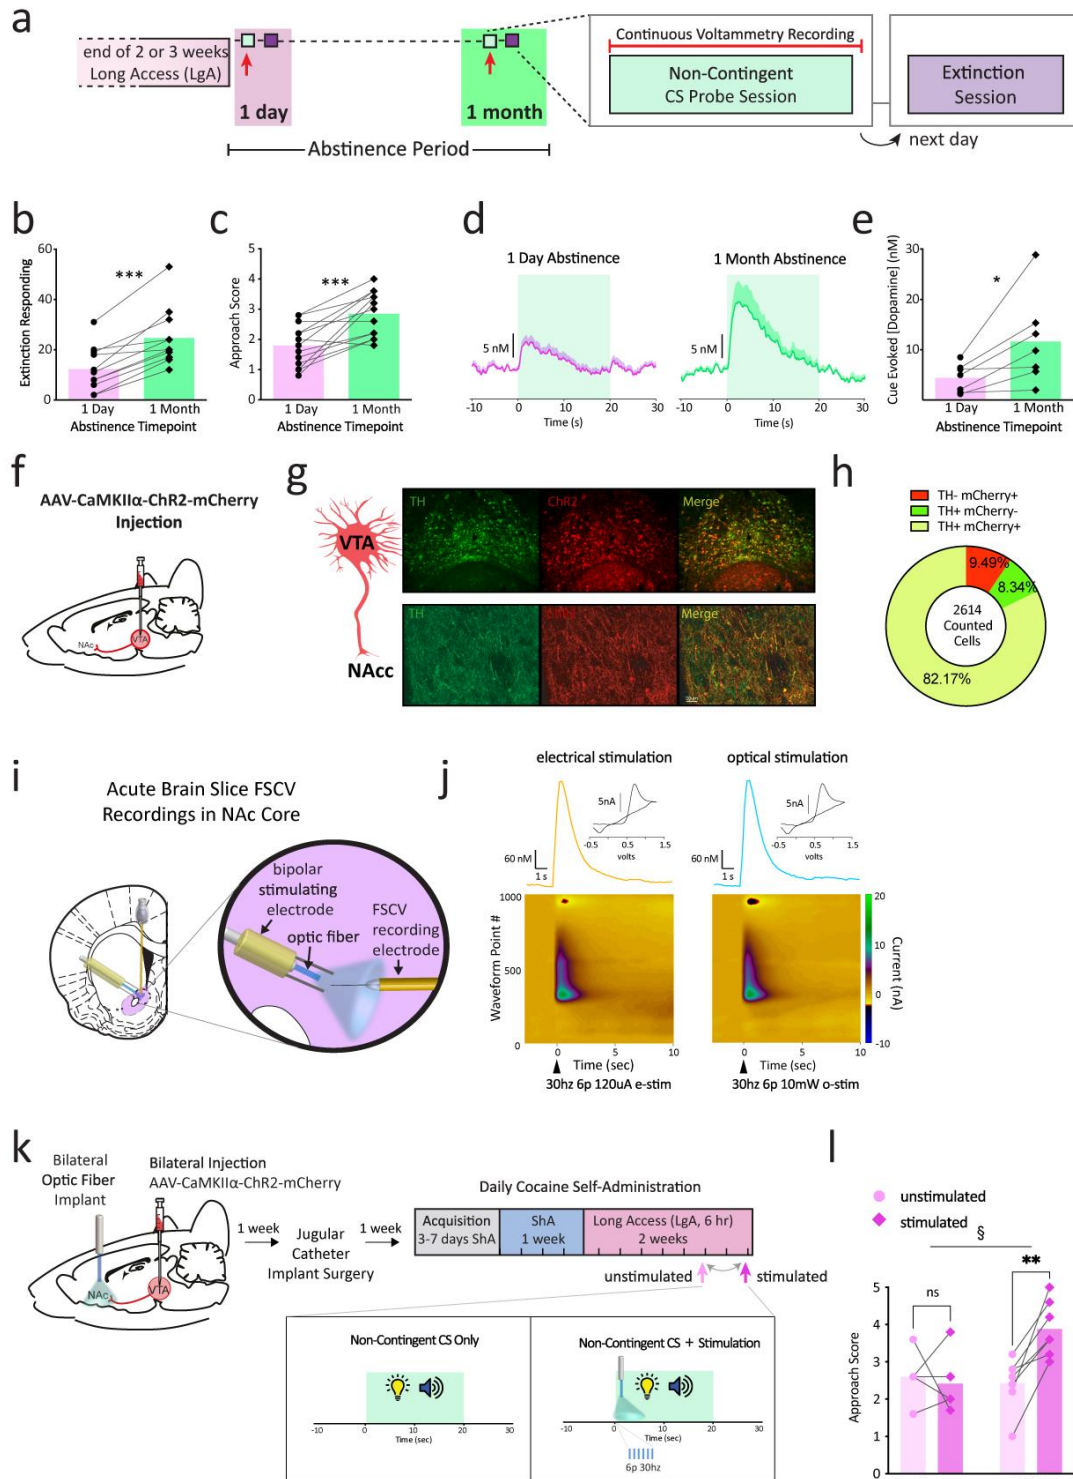 a
end of 2 or 3 weeks
Long Access (LgA)
1 day
1 month
Abstinence Period
Continuous Voltammetry Recording
Non-Contingent
CS Probe Session
Extinction
Session
next day
b
60
40
20
0
Extinction Responding
***
1 Day
1 Month
Abstinence Timepoint
c
5
4
3
2
1
0
Approach Score
***
1 Day
1 Month
Abstinence Timepoint
d
1 Day Abstinence
5 nM
-10
0
10
20
30
Time (s)
1 Month Abstinence
5 nM
-10
0
10
20
30
Time (s)
e
30
20
10
0
Cue Evoked [Dopamine] (nM)
*
1 Day
1 Month
Abstinence Timepoint
f
AAV-CaMKIIα-ChR2-mCherry
Injection
NAc
VTA
g
VTA
NAcc
TH
ChR2
Merge
TH
ChR2
Merge
h
TH- mCherry+
TH+ mCherry-
TH+ mCherry+
9.49%
8.34%
2614
Counted
Cells
82.17%
i
Acute Brain Slice FSCV
Recordings in NAc Core
bipolar
stimulating
electrode
optic fiber
FSCV
recording
electrode
j
electrical stimulation
5nA
-0.5
0.5
1.5
volts
60 nM
1 s
optical stimulation
5nA
-0.5
0.5
1.5
volts
60 nM
1 s
1000
500
0
Waveform Point #
0
5
10
Time (sec)
30hz 6p 120uA e-stim
0
5
10
Time (sec)
30hz 6p 10mW o-stim
20
10
0
-10
Current (nA)
k
Bilateral
Optic Fiber
Implant
Bilateral Injection
AAV-CaMKIIα-ChR2-mCherry
NAc
VTA
1 week
Jugular
Catheter
Implant Surgery
1 week
Daily Cocaine Self-Administration
Acquisition
3-7 days ShA
ShA
1 week
Long Access (LgA, 6 hr)
2 weeks
unstimulated
stimulated
Non-Contingent CS Only
-10
0
10
20
30
Time (sec)
Non-Contingent CS + Stimulation
-10
0
10
20
30
Time (sec)
6p 30hz
l
unstimulated
stimulated
§
**
ns
5
4
3
2
1
0
Approach Score